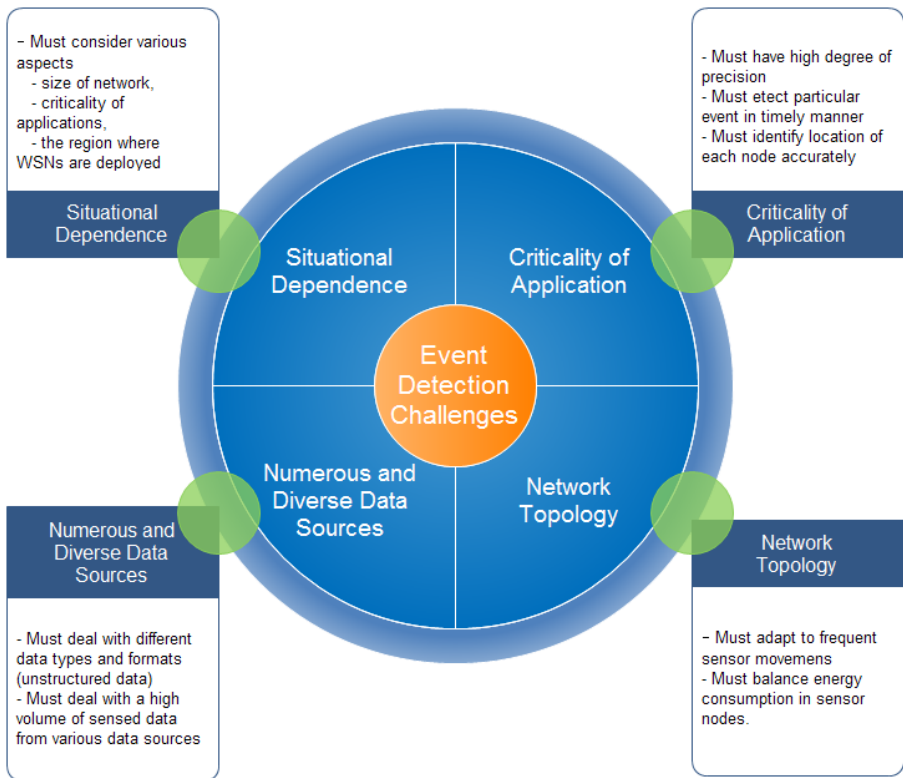 – Must consider various
aspects
- size of network,
- criticality of
applications,
- the region where
WSNs are deployed
Situational
Dependence
- Must have high degree of
precision
- Must etect particular
event in timely manner
- Must identify location of
each node accurately
Criticality of
Application
Situational
Dependence
Criticality of
Application
Event
Detection
Challenges
Numerous and
Diverse Data
Sources
Network
Topology
Numerous and
Diverse Data
Sources
- Must deal with different
data types and formats
(unstructured data)
- Must deal with a high
volume of sensed data
from various data sources
Network
Topology
– Must adapt to frequent
sensor movemens
- Must balance energy
consumption in sensor
nodes.